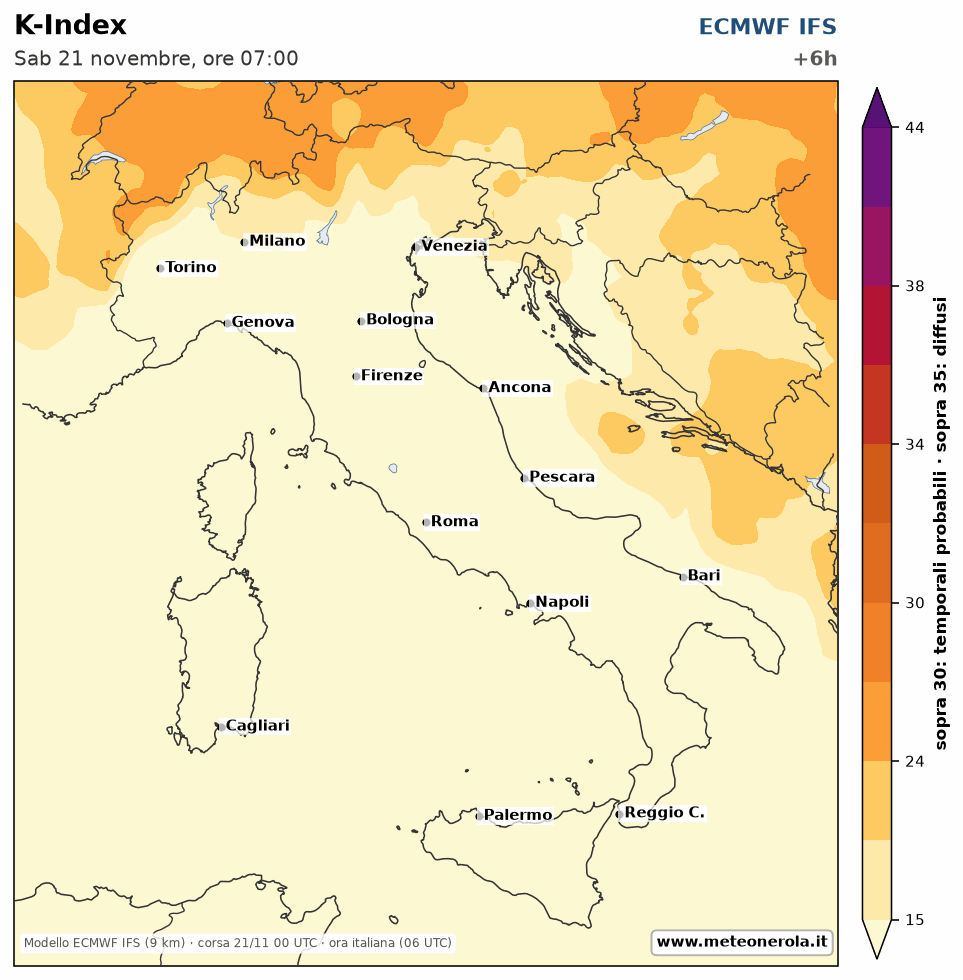 K-Index
ECMWF IFS
Sab 21 novembre, ore 07:00
+6h
Milano
Venezia
Torino
Genova
Bologna
Firenze
Ancona
Pescara
Roma
Bari
Napoli
Cagliari
Palermo
Reggio C.
44
38
34
30
24
15
sopra 30: temporali probabili · sopra 35: diffusi
Modello ECMWF IFS (9 km) · corsa 21/11 00 UTC · ora italiana (06 UTC)
www.meteonerola.it